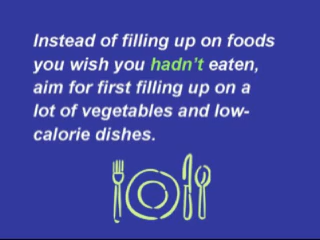 Instead of filling up on foods
you wish you hadn't eaten,
aim for first filling up on a
lot of vegetables and low-
calorie dishes.